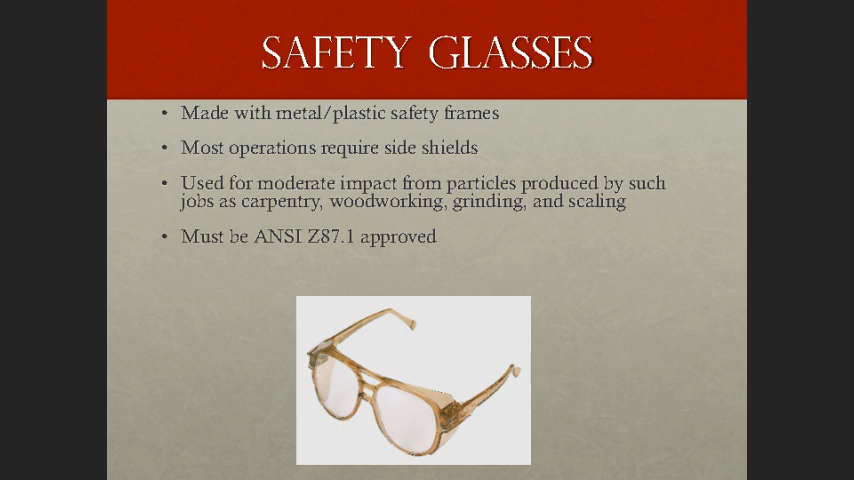 SAFETY GLASSES
• Made with metal/plastic safety frames
• Most operations require side shields
• Used for moderate impact from particles produced by such
jobs as carpentry, woodworking, grinding, and scaling
• Must be ANSI Z87.1 approved